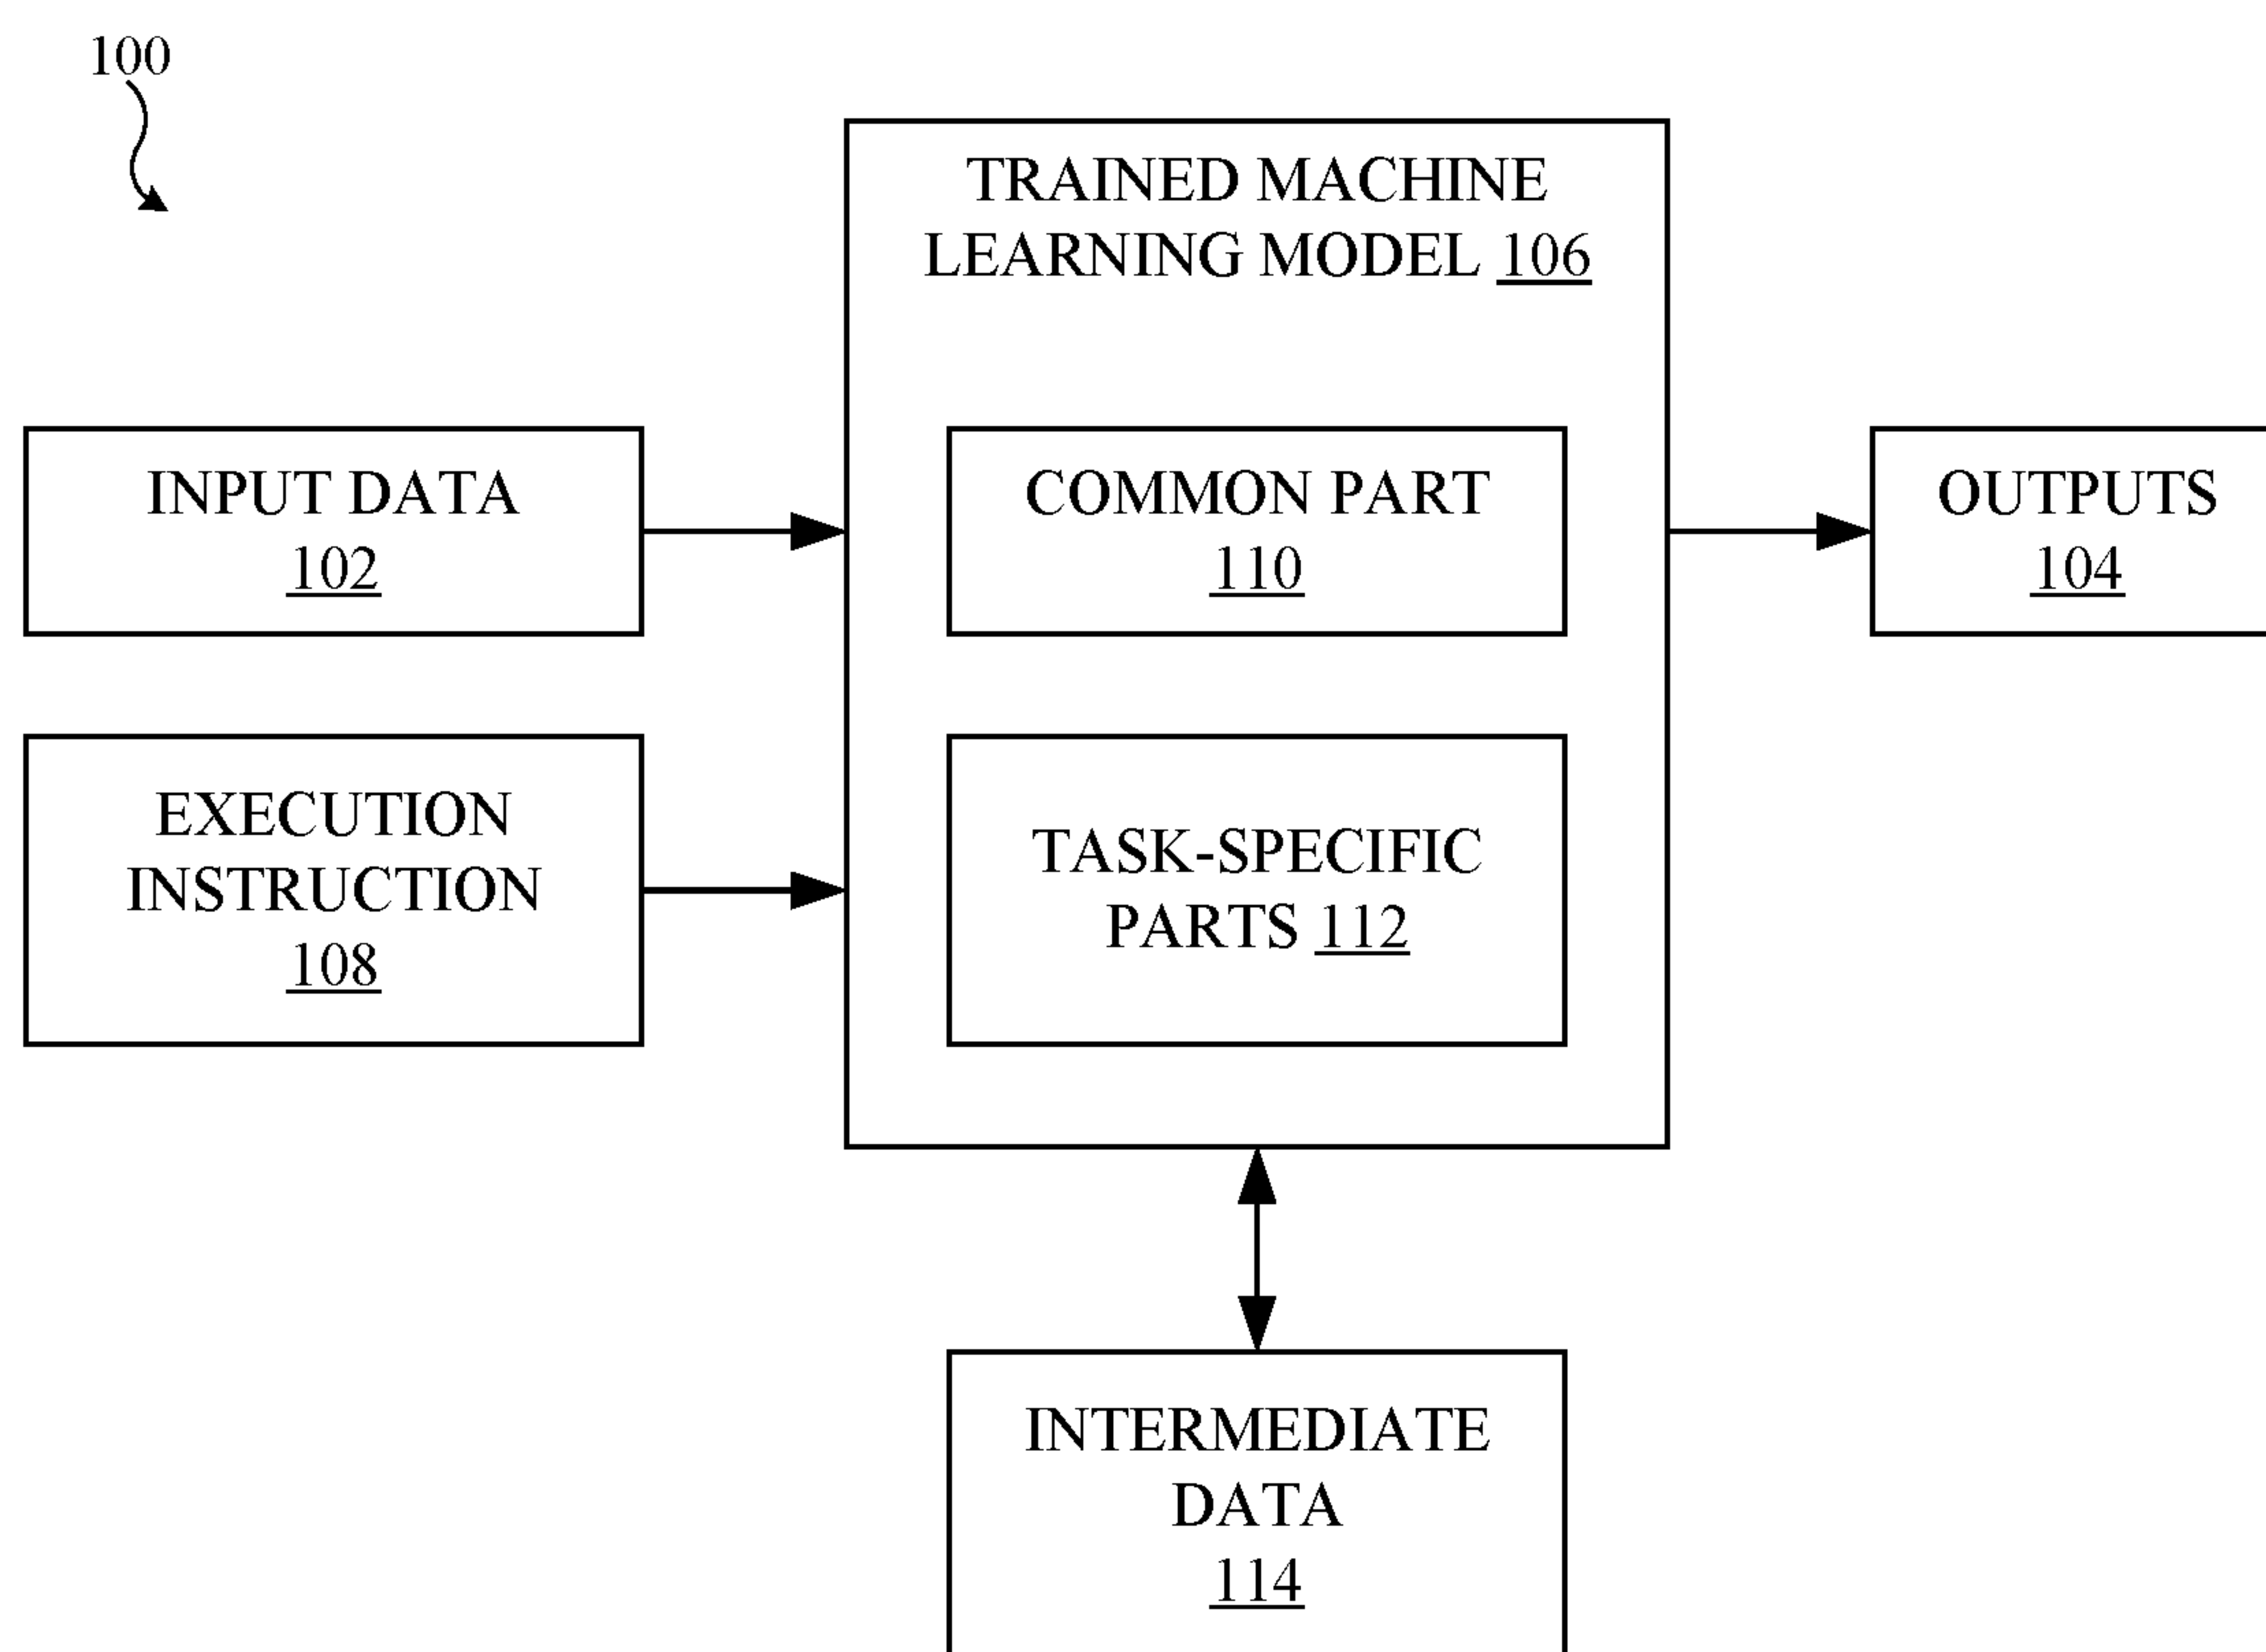 100
TRAINED MACHINE
LEARNING MODEL 106
INPUT DATA
102
COMMON PART
110
OUTPUTS
104
EXECUTION
INSTRUCTION
108
TASK-SPECIFIC
PARTS 112
INTERMEDIATE
DATA
114